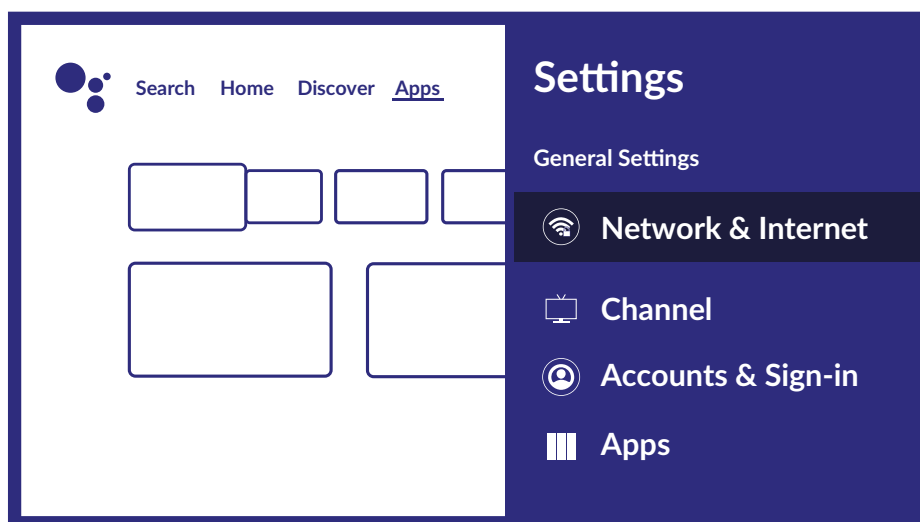 Search Home Discover Apps
Settings
General Settings
Network & Internet
Channel
Accounts & Sign-in
Apps